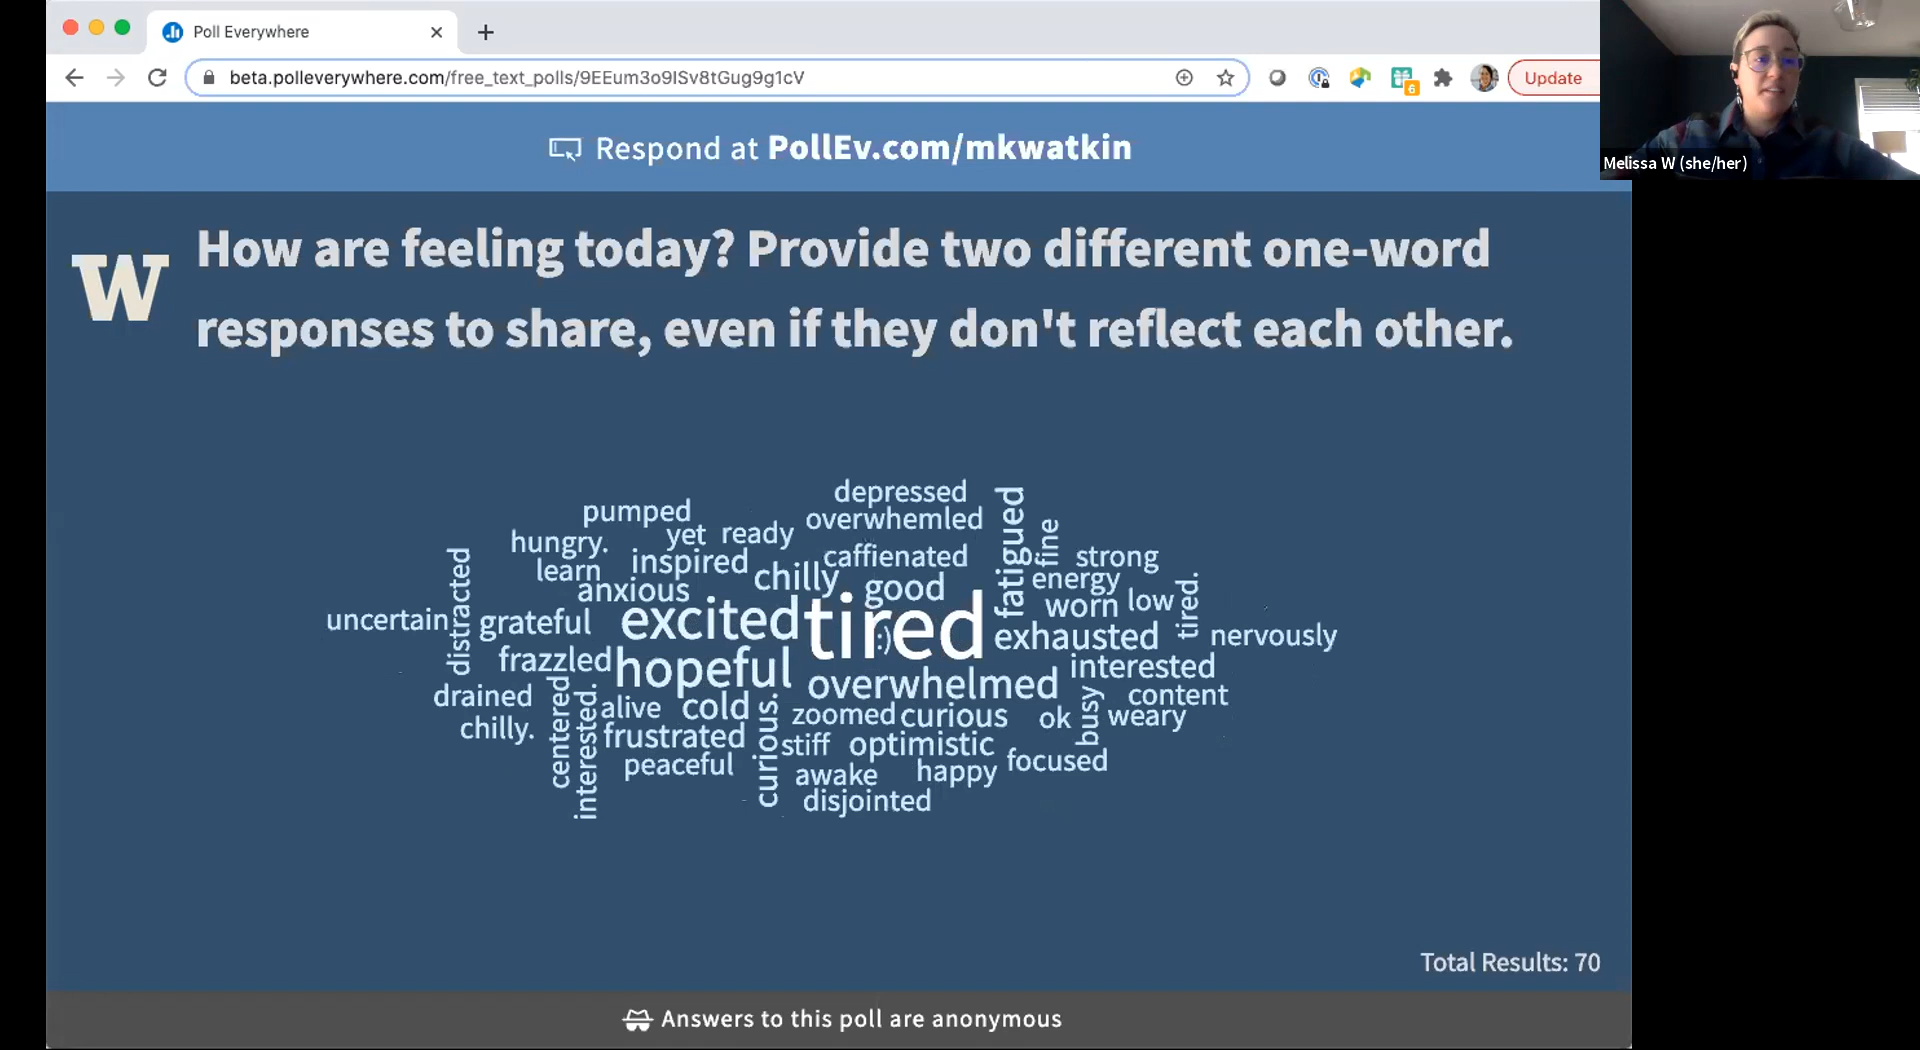 Poll Everywhere
beta.polleverywhere.com/free_text_polls/9EEum3o9ISv8tGug9g1cV
6
Update
Melissa W (she/her)
Respond at PollEv.com/mkwatkin
W
How are feeling today? Provide two different one-word
responses to share, even if they don't reflect each other.
depressed
pumped
overwhemled
yet
ready
hungry.
fatigued
fine
inspired
caffienated
strong
learn
chilly
energy
distracted
anxious
good
worn
low
tired.
uncertain
grateful
excited
tired
:)
exhausted
nervously
frazzled
hopeful
overwhelmed
interested
drained
centered
interested.
alive
cold
curious.
zoomed
curious
ok
busy
content
weary
chilly.
frustrated
stiff
optimistic
peaceful
awake
happy
focused
disjointed
Total Results: 70
Answers to this poll are anonymous